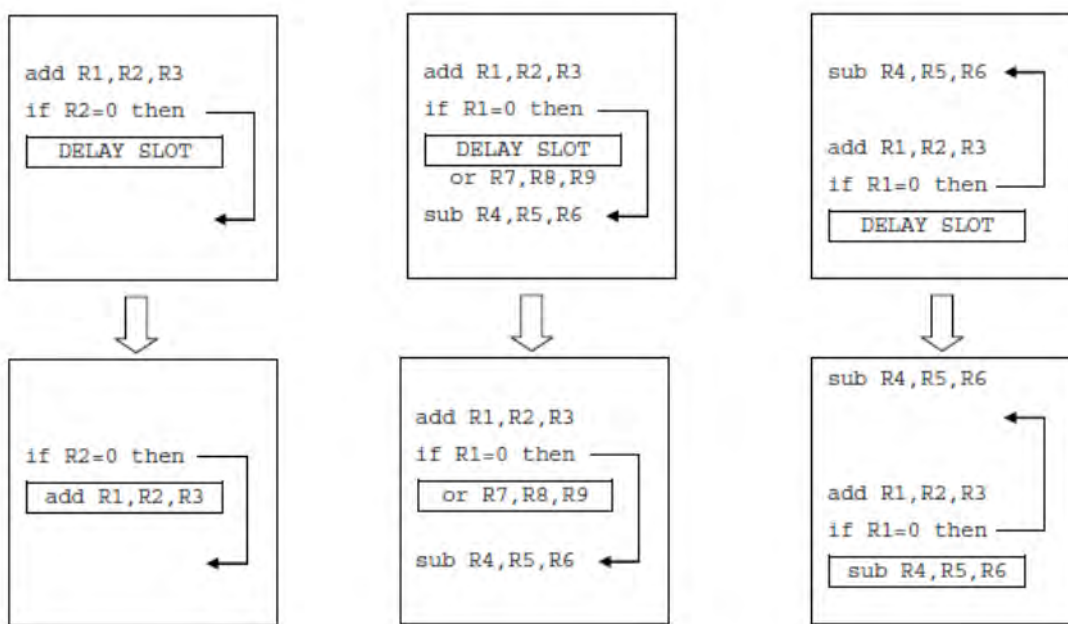 add R1,R2,R3
if R2=0 then
DELAY SLOT
add R1,R2,R3
if R1=0 then
DELAY SLOT
or R7,R8,R9
sub R4,R5,R6
sub R4,R5,R6
add R1,R2,R3
if R1=0 then
DELAY SLOT
if R2=0 then
add R1,R2,R3
add R1,R2,R3
if R1=0 then
or R7,R8,R9
sub R4,R5,R6
sub R4,R5,R6
add R1,R2,R3
if R1=0 then
sub R4,R5,R6